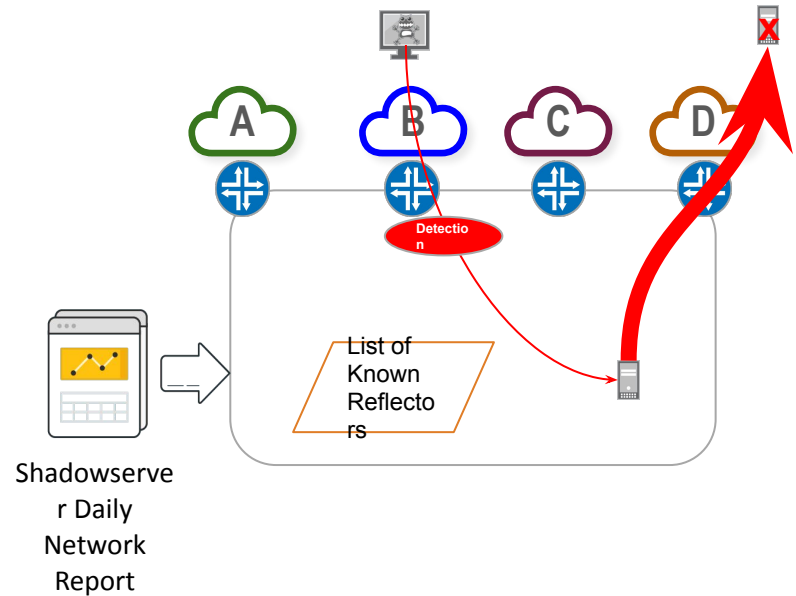 X
A
B
C
D
Detectio
n
List of
Known
Reflecto
rs
Shadowserve
r Daily
Network
Report